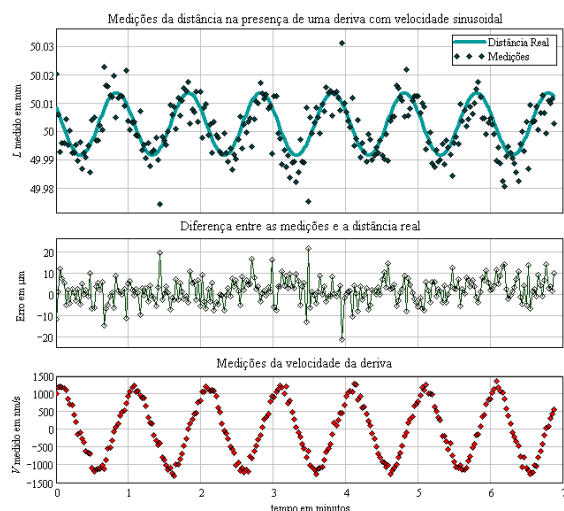 Medições da distância na presença de uma deriva com velocidade sinusoidal
50.03
50.02
50.01
50
49.99
49.98
L medido em mm
Distância Real
Medições
Diferença entre as medições e a distância real
20
10
0
−10
−20
Erro em µm
Medições da velocidade da deriva
1500
1000
500
0
−500
−1000
−1500
V medido em nm/s
0 1 2 3 4 5 6 7
tempo em minutos